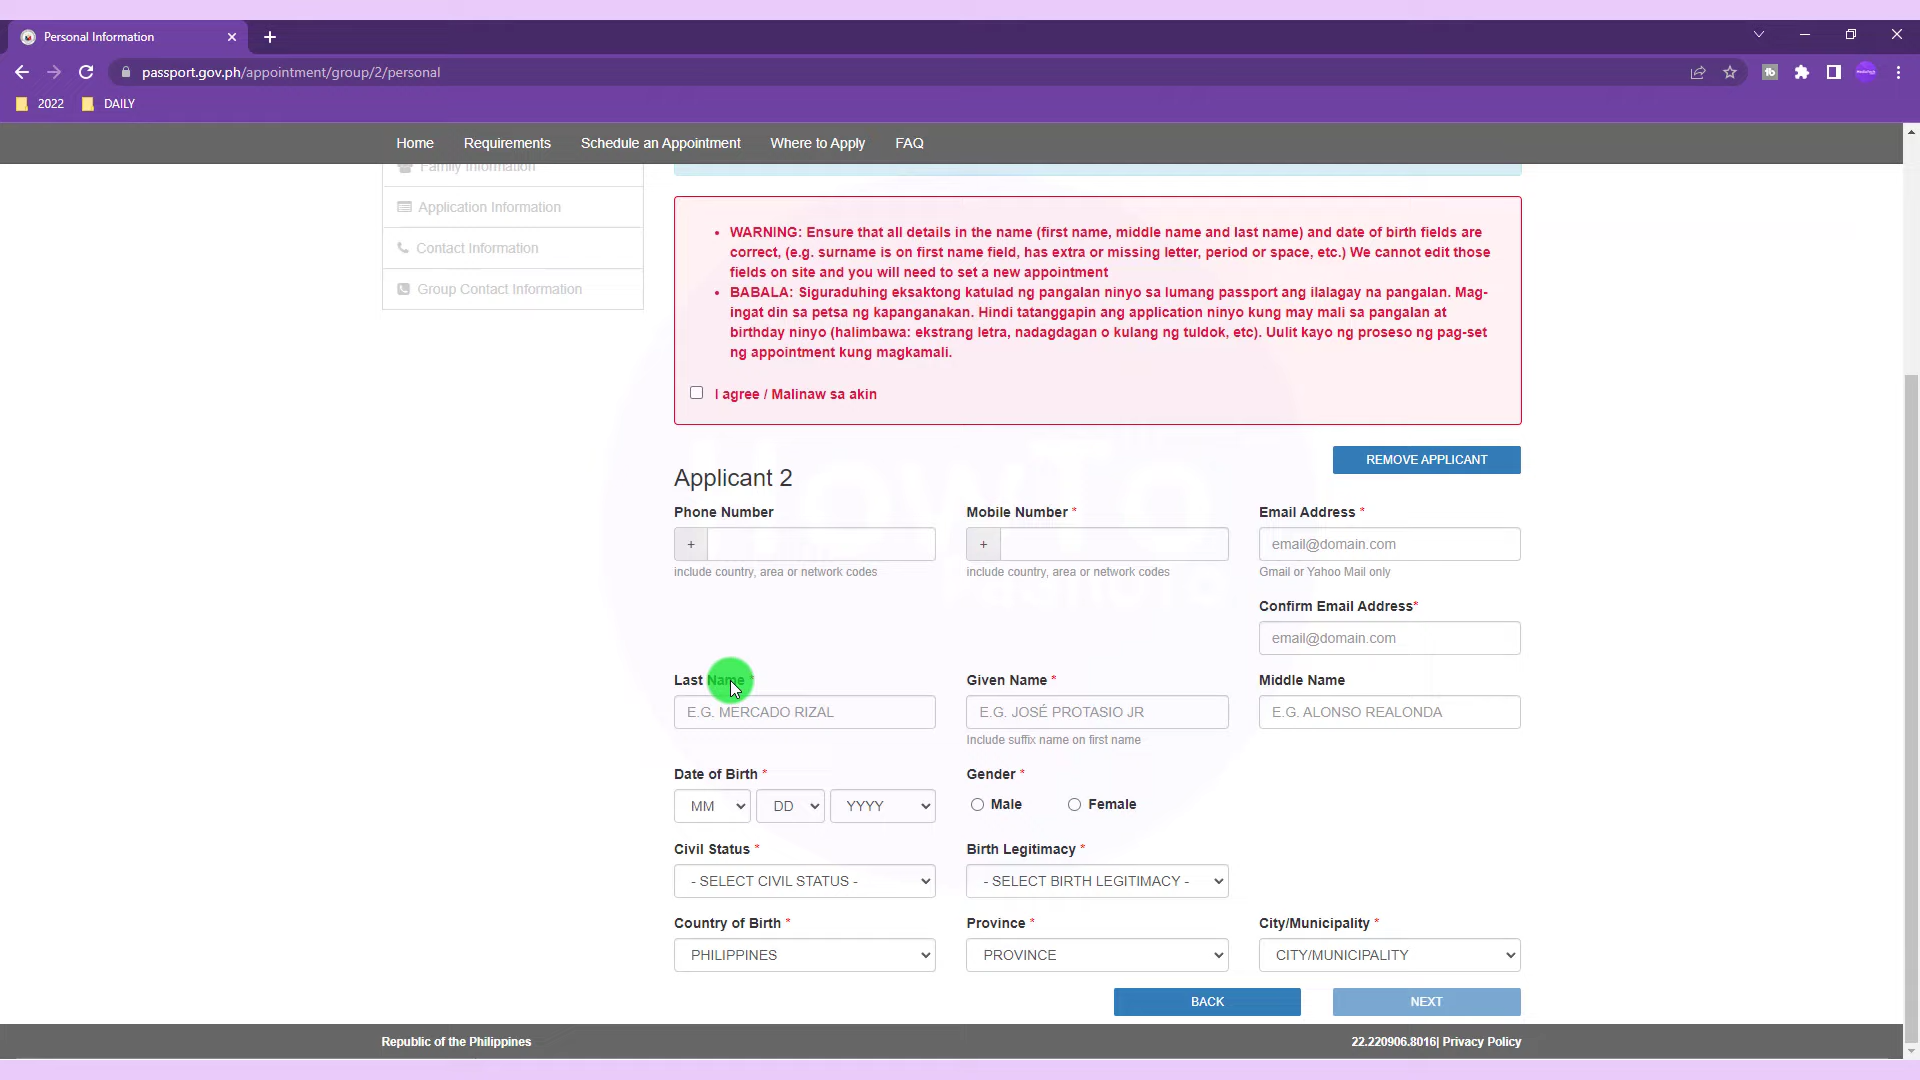 Personal Information
passport.gov.ph/appointment/group/2/personal
2022 DAILY
Home Requirements Schedule an Appointment Where to Apply FAQ
Family Information
Application Information
Contact Information
Group Contact Information
• WARNING: Ensure that all details in the name (first name, middle name and last name) and date of birth fields are
correct, (e.g. surname is on first name field, has extra or missing letter, period or space, etc.) We cannot edit those
fields on site and you will need to set a new appointment
• BABALA: Siguraduhing eksaktong katulad ng pangalan ninyo sa lumang passport ang ilalagay na pangalan. Mag-
ingat din sa petsa ng kapanganakan. Hindi tatanggapin ang application ninyo kung may mali sa pangalan at
birthday ninyo (halimbawa: ekstrang letra, nadagdagan o kulang ng tuldok, etc). Uulit kayo ng proseso ng pag-set
ng appointment kung magkamali.
I agree / Malinaw sa akin
REMOVE APPLICANT
Applicant 2
Phone Number Mobile Number * Email Address *
+ + email@domain.com
include country, area or network codes include country, area or network codes Gmail or Yahoo Mail only
Confirm Email Address*
email@domain.com
Last Name * Given Name * Middle Name
E.G. MERCADO RIZAL E.G. JOSÉ PROTASIO JR E.G. ALONSO REALONDA
Include suffix name on first name
Date of Birth * Gender *
MM DD YYYY Male Female
Civil Status * Birth Legitimacy *
- SELECT CIVIL STATUS - - SELECT BIRTH LEGITIMACY -
Country of Birth * Province * City/Municipality *
PHILIPPINES PROVINCE CITY/MUNICIPALITY
BACK NEXT
Republic of the Philippines 22.220906.8016| Privacy Policy
HowTo